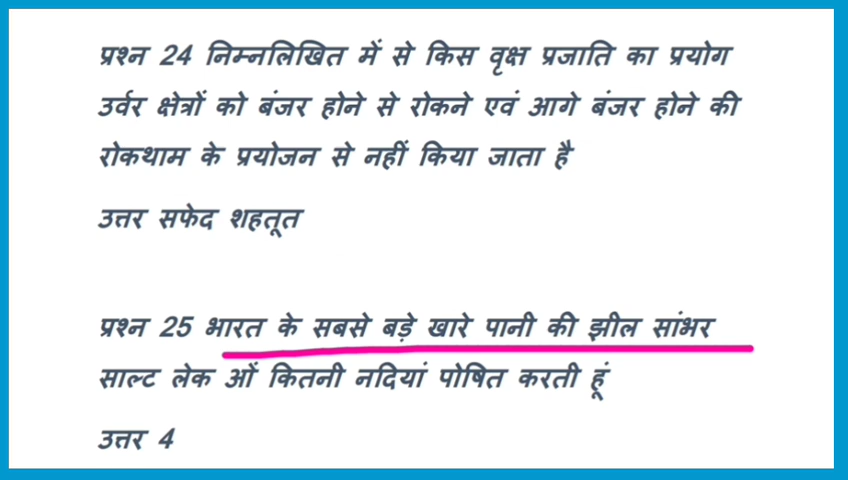 प्रश्न 24 निम्नलिखित में से किस वृक्ष प्रजाति का प्रयोग
उर्वर क्षेत्रों को बंजर होने से रोकने एवं आगे बंजर होने की
रोकथाम के प्रयोजन से नहीं किया जाता है
उत्तर सफेद शहतूत
प्रश्न 25 भारत के सबसे बड़े खारे पानी की झील सांभर
साल्ट लेक ओं कितनी नदियां पोषित करती हूं
उत्तर 4